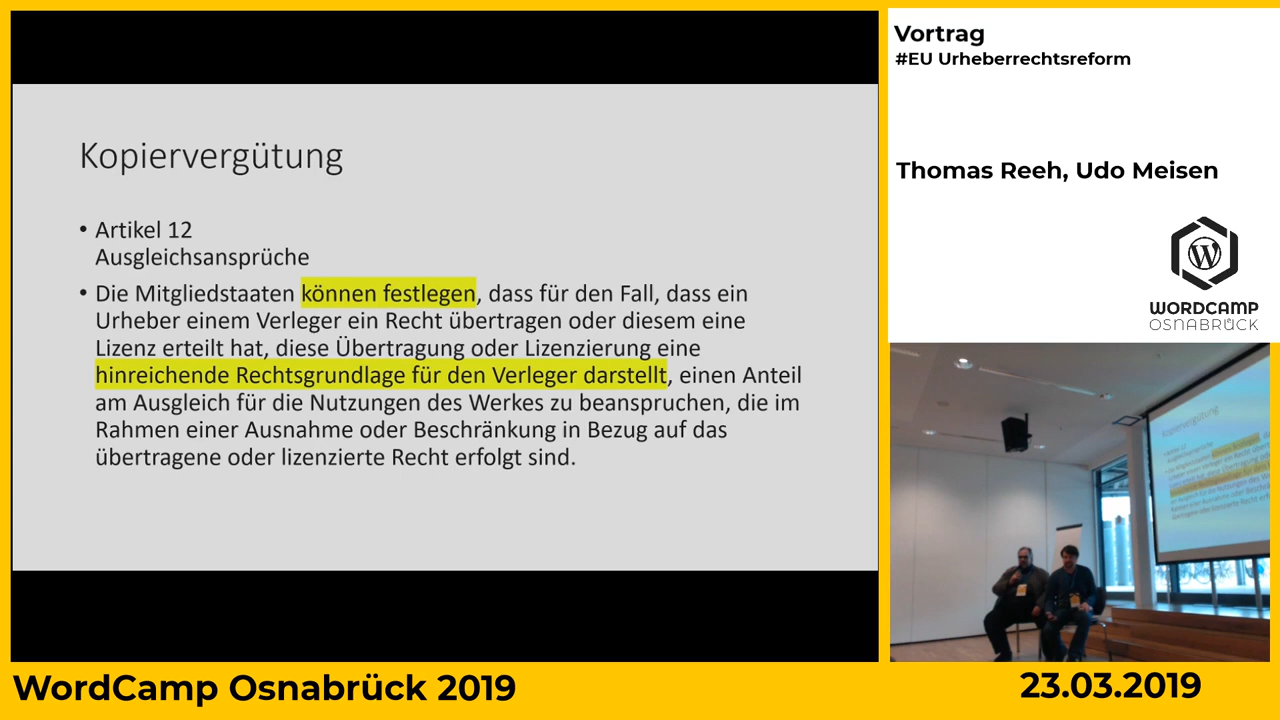 Kopiervergütung
• Artikel 12
Ausgleichsansprüche
• Die Mitgliedstaaten können festlegen, dass für den Fall, dass ein
Urheber einem Verleger ein Recht übertragen oder diesem eine
Lizenz erteilt hat, diese Übertragung oder Lizenzierung eine
hinreichende Rechtsgrundlage für den Verleger darstellt, einen Anteil
am Ausgleich für die Nutzungen des Werkes zu beanspruchen, die im
Rahmen einer Ausnahme oder Beschränkung in Bezug auf das
übertragene oder lizenzierte Recht erfolgt sind.
Vortrag
#EU Urheberrechtsreform
Thomas Reeh, Udo Meisen
WORDCAMP
OSNABRÜCK
Kopiervergütung
WordCamp Osnabrück 2019
23.03.2019